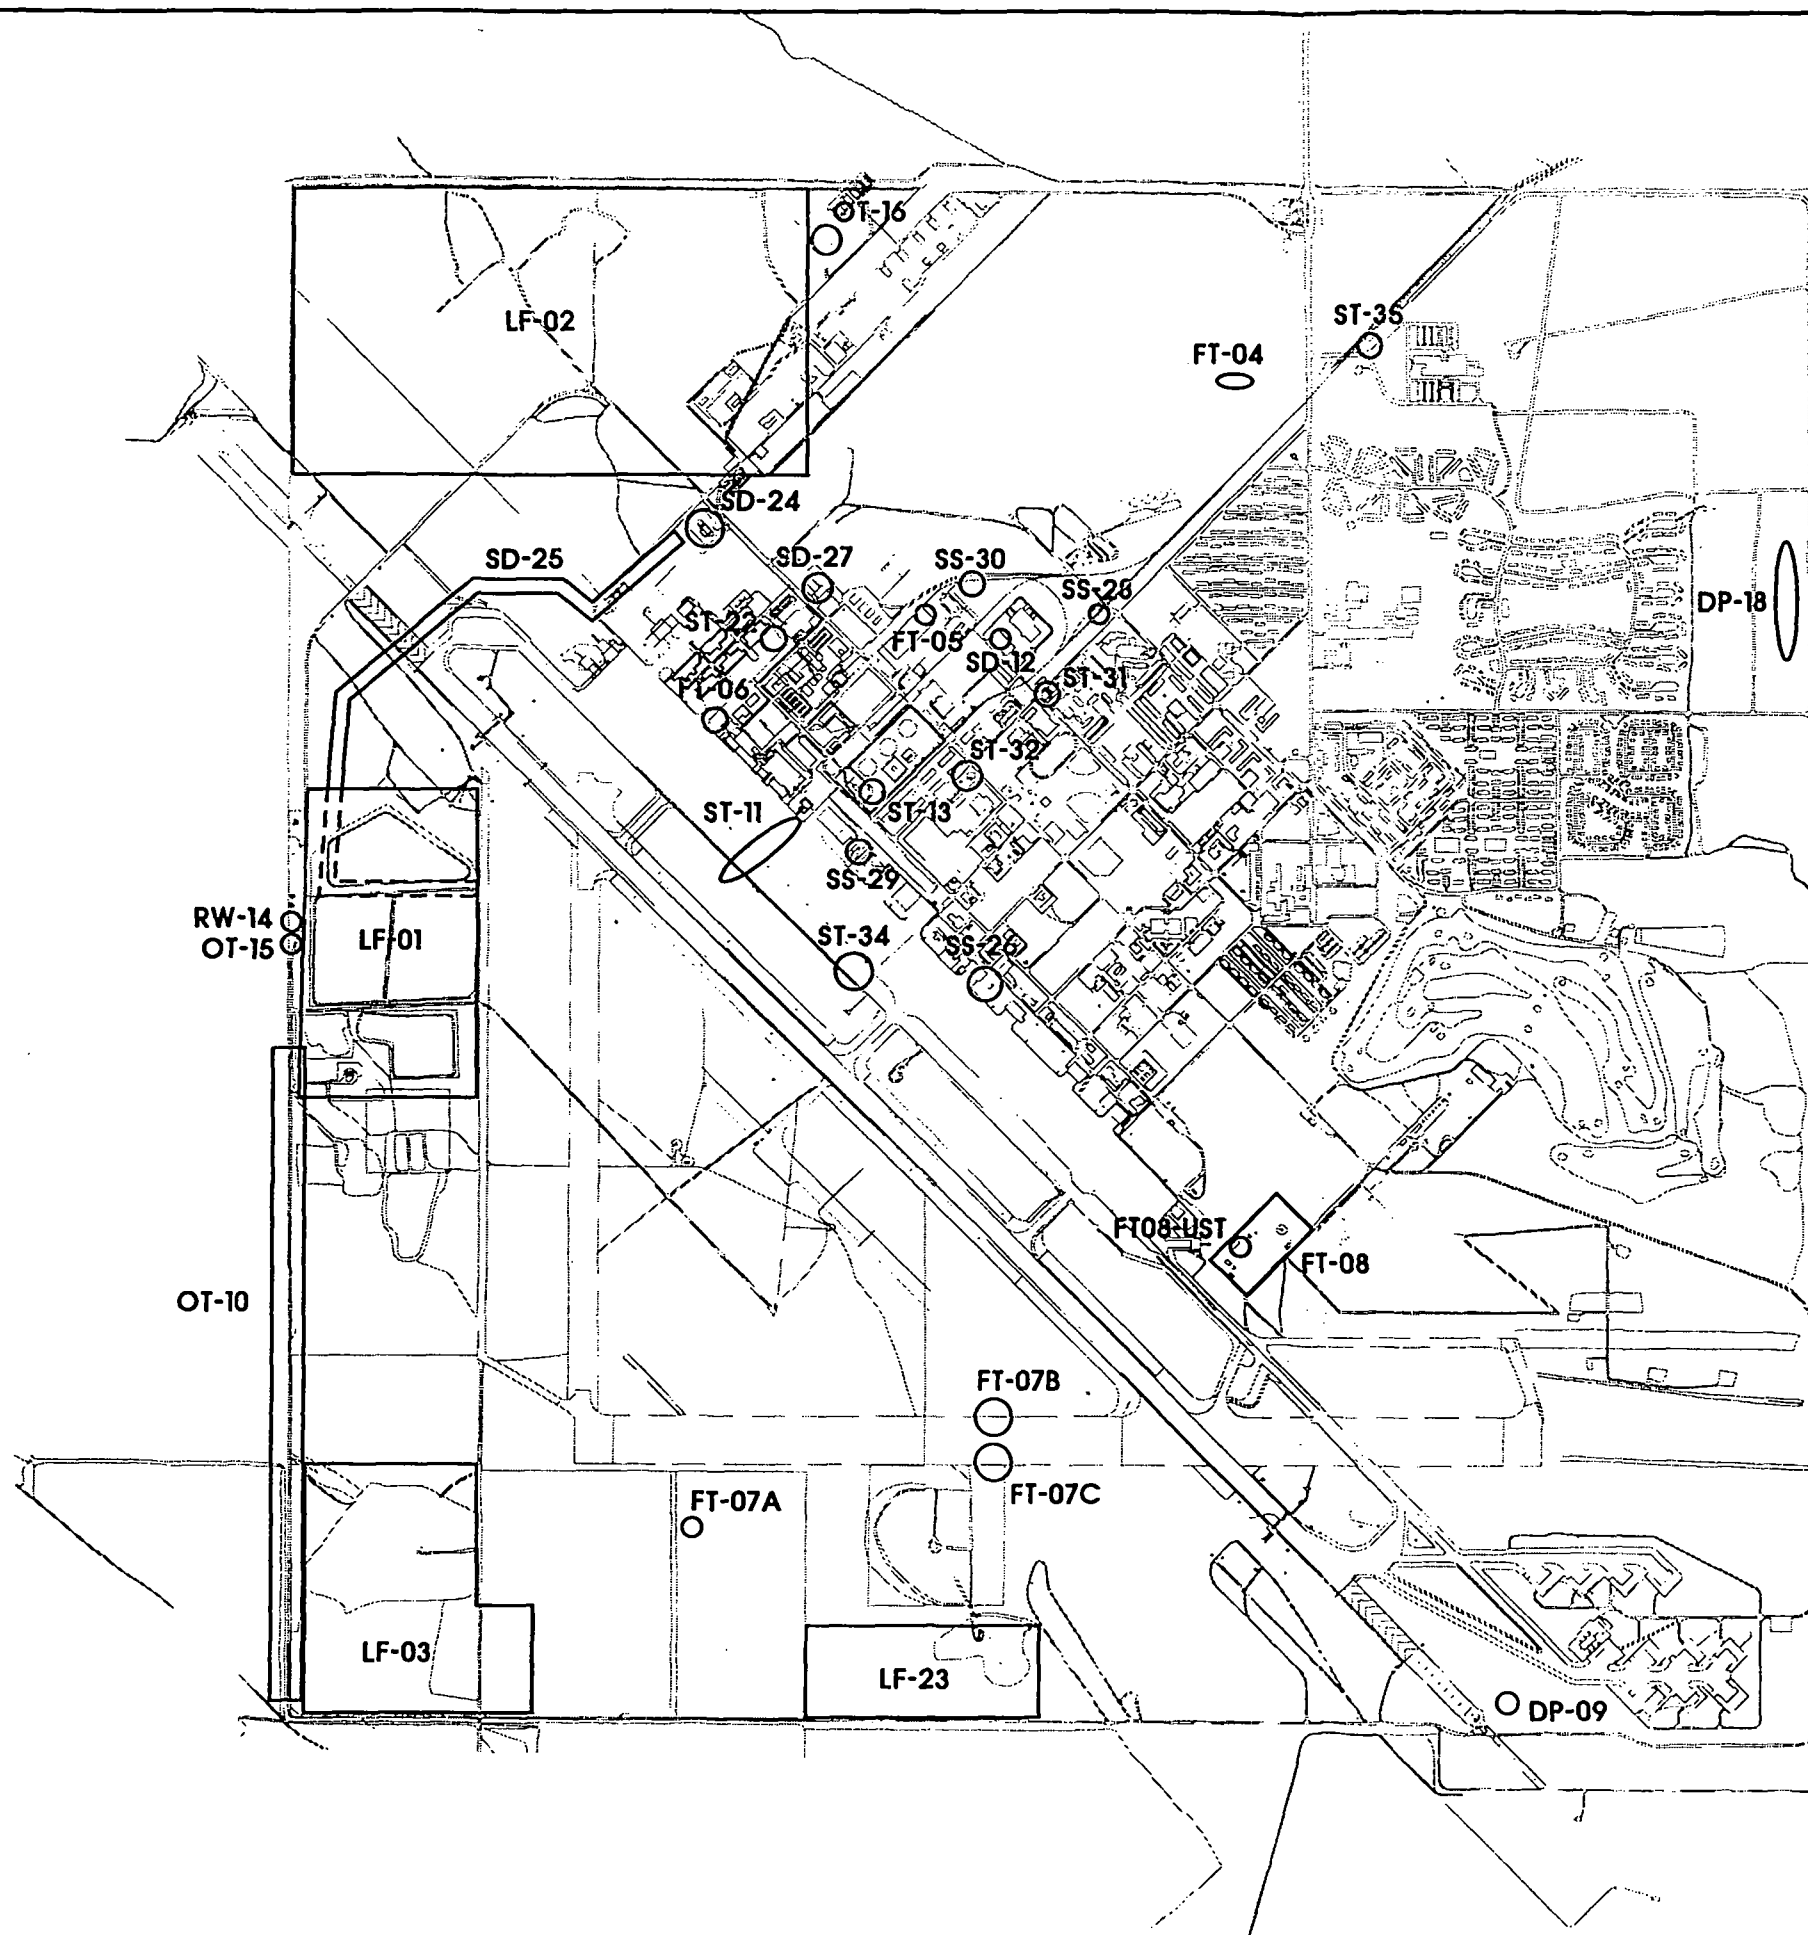 OT-16
LF-02
ST-35
FT-04
SD-24
SD-25
SD-27
SS-30
SS-28
DP-18
ST-22
FT-05
SD-12
ST-31
FT-06
ST-32
ST-11
ST-13
SS-29
RW-14
LF-01
OT-15
ST-34
SS-26
FT08-UST
FT-08
OT-10
FT-07B
FT-07C
FT-07A
LF-03
LF-23
DP-09